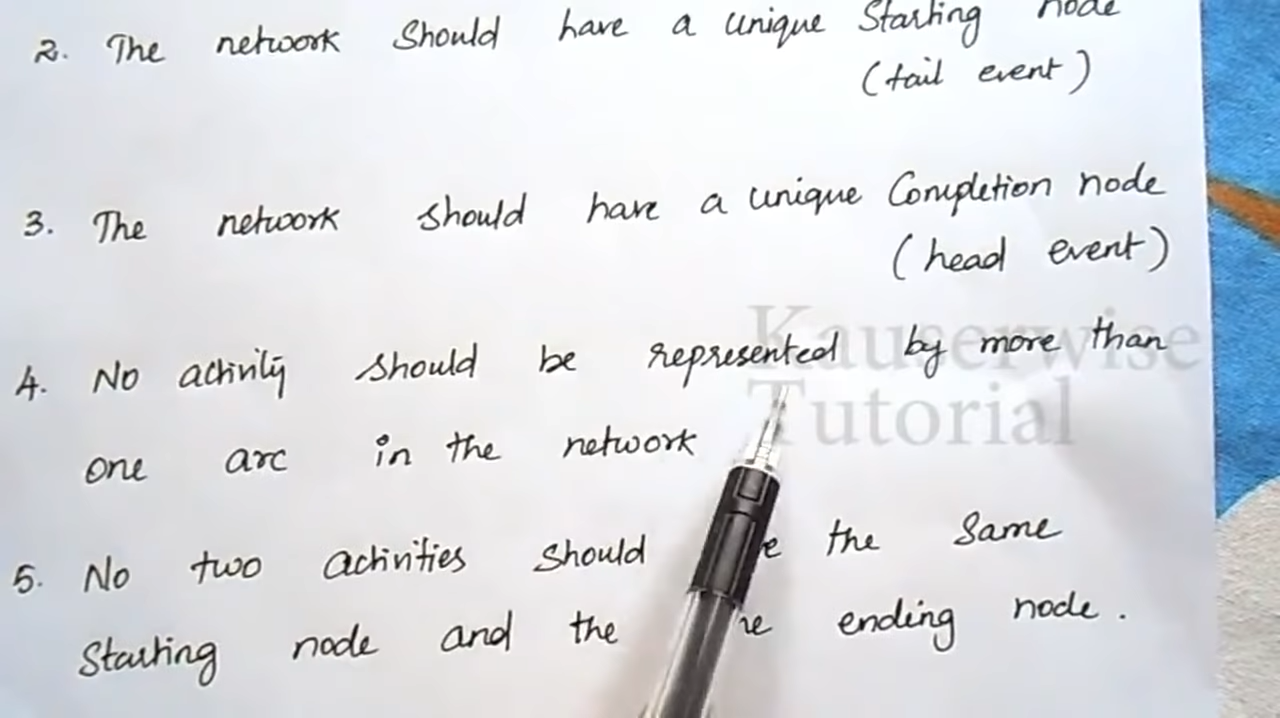 2. The network Should have a unique Starting node
(tail event)
3. The network should have a unique Completion node
(head event)
4. No activity should be represented by more than
one arc in the network
5. No two activities should the same
Starting node and the ending node.
Kauserwise
Tutorial